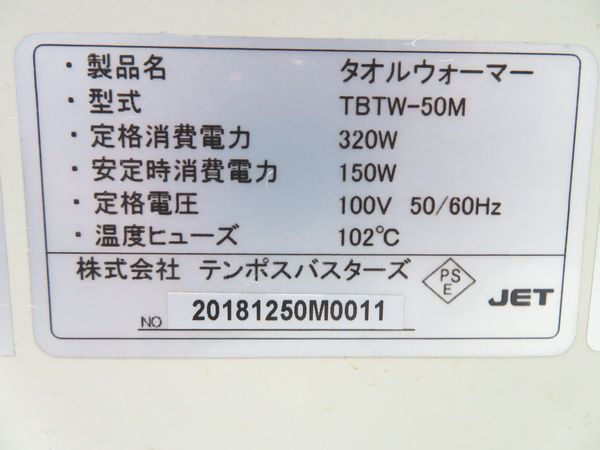 ・製品名 タオルウォーマー
・型式 TBTW-50M
・定格消費電力 320W
・安定時消費電力 150W
・定格電圧 100V 50/60Hz
・温度ヒューズ 102℃
株式会社 テンポスバスターズ
PS
E
JET
NO 20181250M0011